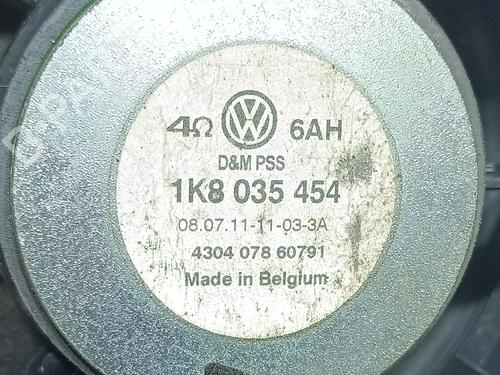 4Ω 6AH
D&M PSS
1K8 035 454
08.07.11-11-03-3A
4304 078 60791
Made in Belgium